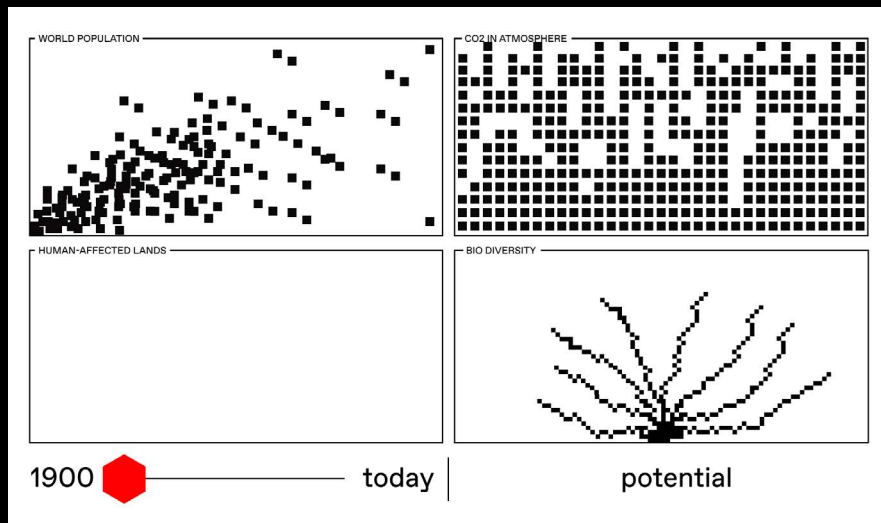 WORLD POPULATION
CO2 IN ATMOSPHERE
HUMAN-AFFECTED LANDS
BIO DIVERSITY
1900 today potential